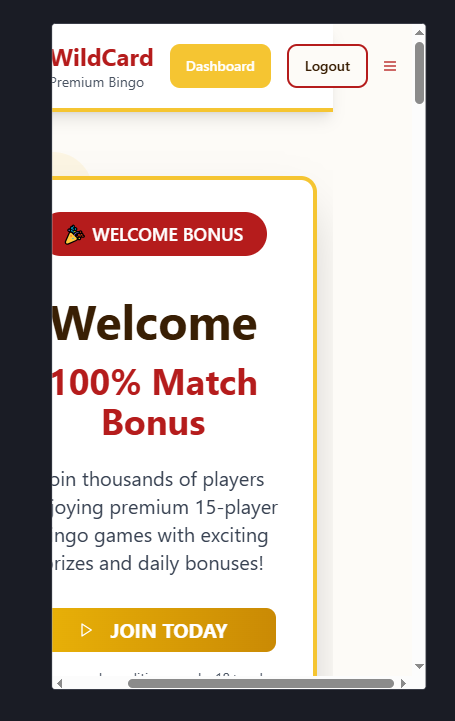 WildCard
Premium Bingo
Dashboard
Logout
WELCOME BONUS
Welcome
100% Match
Bonus
oin thousands of players
joying premium 15-player
ingo games with exciting
rizes and daily bonuses!
JOIN TODAY